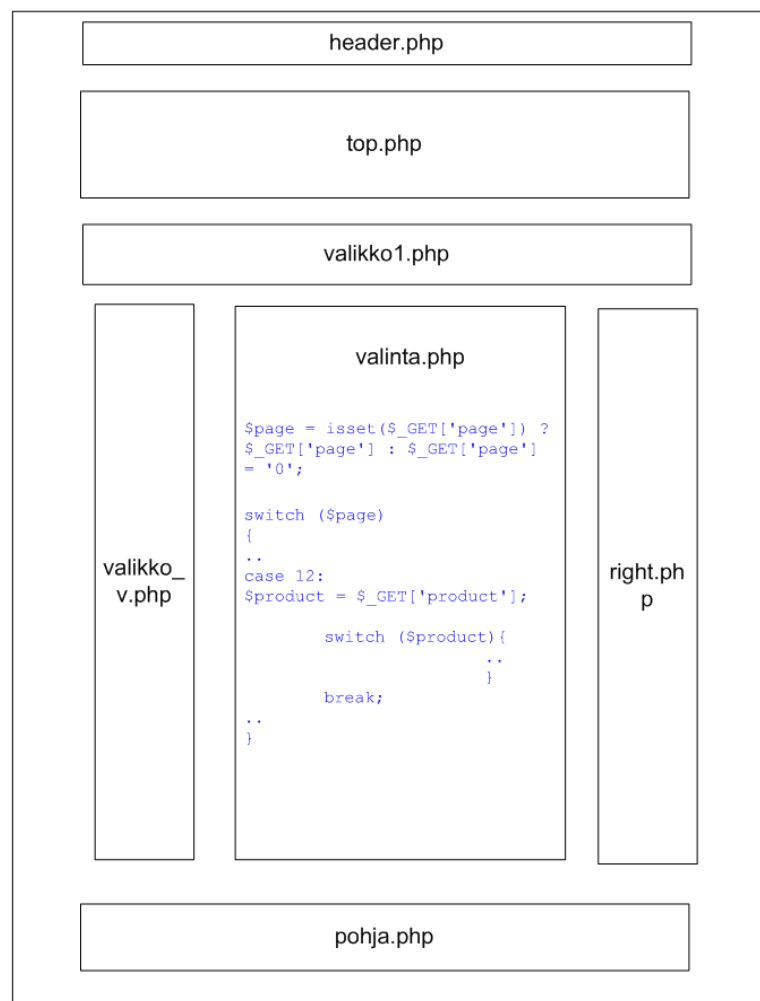 header.php
top.php
valikko1.php
valikko_
v.php
valinta.php
$page = isset($_GET['page']) ?
$_GET['page'] : $_GET['page']
= '0';
switch ($page)
{
..
case 12:
$product = $_GET['product'];
switch ($product){
..
}
break;
..
}
right.ph
p
pohja.php